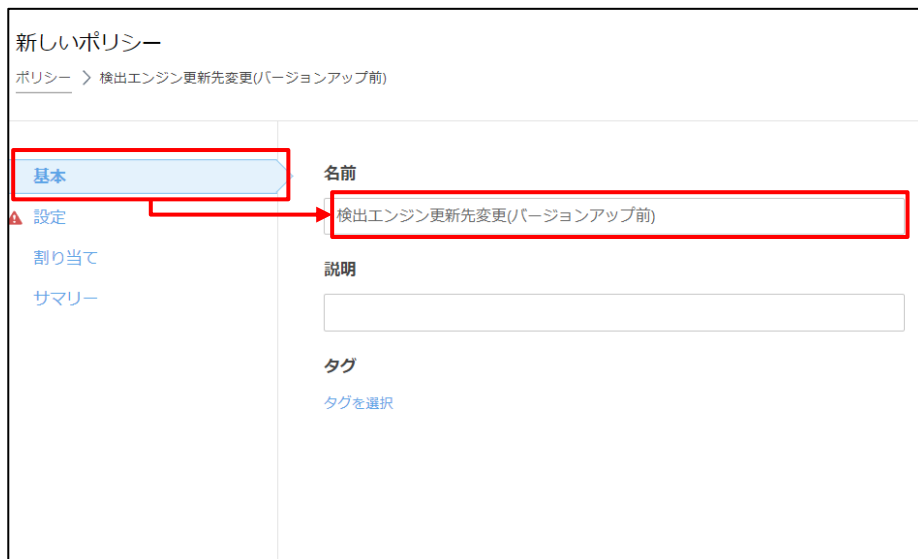 新しいポリシー
ポリシー > 検出エンジン更新先変更(バージョンアップ前)
基本
設定
割り当て
サマリー
名前
検出エンジン更新先変更(バージョンアップ前)
説明
タグ
タグを選択